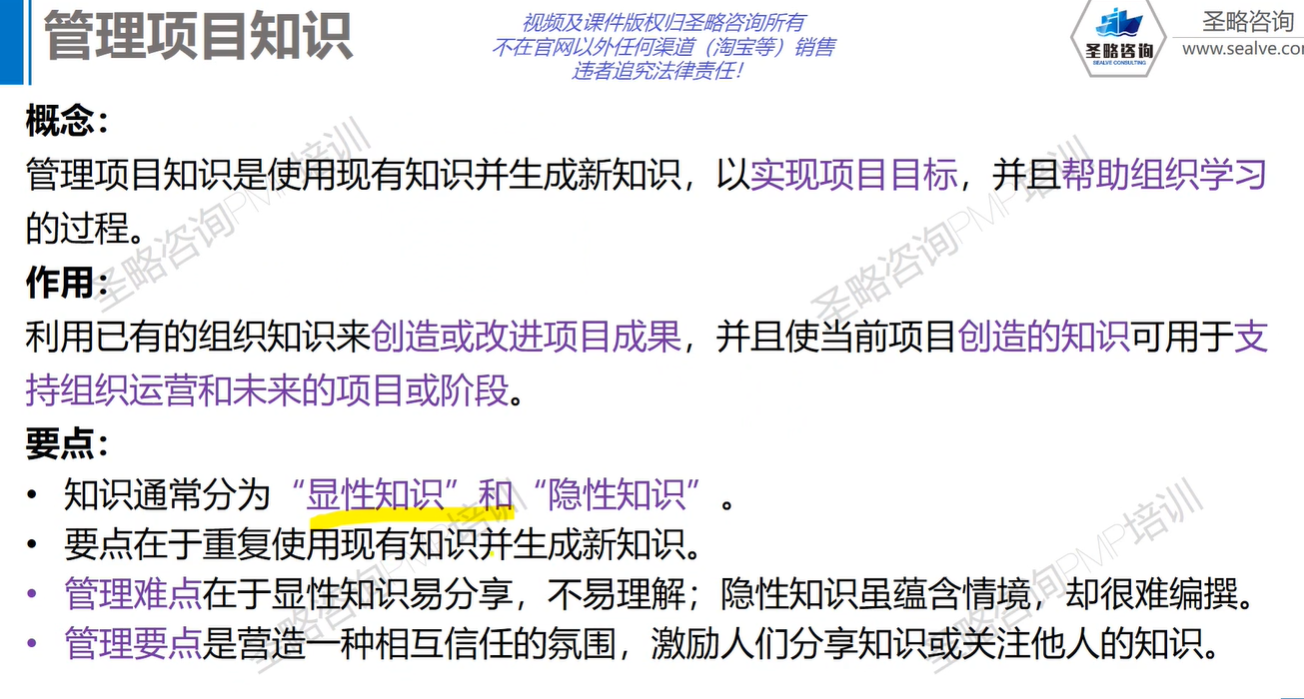 管理项目知识
视频及课件版权归圣略咨询所有
不在官网以外任何渠道（淘宝等）销售
违者追究法律责任！
圣略咨询
SEALVE CONSULTING
圣略咨询
www.sealve.co
概念：
管理项目知识是使用现有知识并生成新知识，以实现项目目标，并且帮助组织学习
的过程。
作用：
利用已有的组织知识来创造或改进项目成果，并且使当前项目创造的知识可用于支
持组织运营和未来的项目或阶段。
要点：
• 知识通常分为“显性知识”和“隐性知识”。
• 要点在于重复使用现有知识并生成新知识。
• 管理难点在于显性知识易分享，不易理解；隐性知识虽蕴含情境，却很难编撰。
• 管理要点是营造一种相互信任的氛围，激励人们分享知识或关注他人的知识。
圣略咨询PMP培训
圣略咨询PMP培训
圣略咨询PMP培训
圣略咨询PMP培训